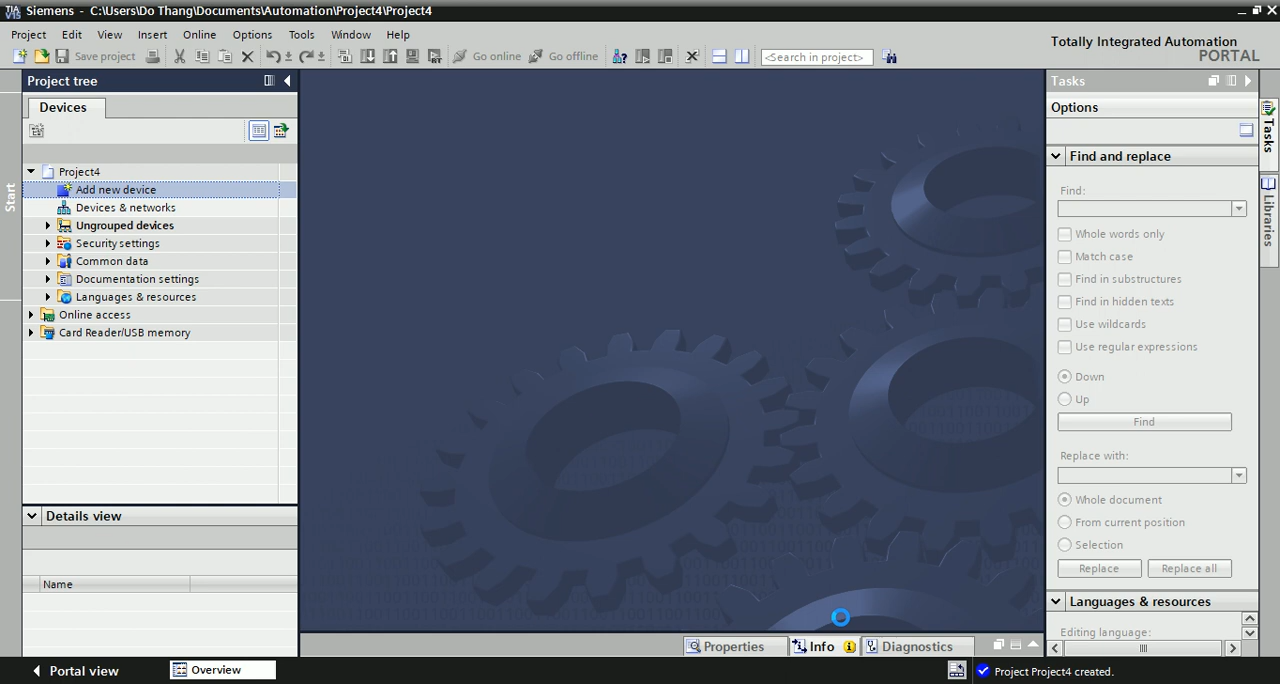 TIA V15 Siemens - C:\Users\Do Thang\Documents\Automation\Project4\Project4
Project Edit View Insert Online Options Tools Window Help
Totally Integrated Automation
PORTAL
Save project Go online Go offline <Search in project>
Project tree
Devices
Start
Project4
Add new device
Devices & networks
Ungrouped devices
Security settings
Common data
Documentation settings
Languages & resources
Online access
Card Reader/USB memory
Details view
Name
Tasks
Options
Find and replace
Find:
Whole words only
Match case
Find in substructures
Find in hidden texts
Use wildcards
Use regular expressions
Down
Up
Find
Replace with:
Whole document
From current position
Selection
Replace Replace all
Languages & resources
Editing language:
Tasks
Libraries
Properties Info Diagnostics
Portal view Overview Project Project4 created.